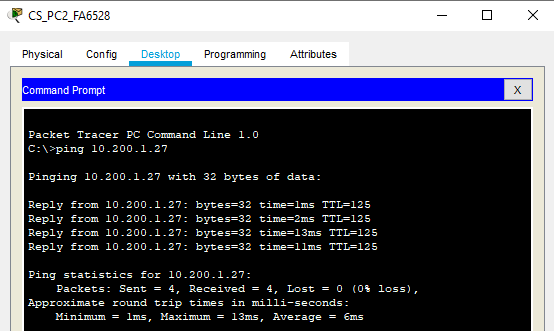 CS_PC2_FA6528
Physical Config Desktop Programming Attributes
Command Prompt X
Packet Tracer PC Command Line 1.0
C:\>ping 10.200.1.27
Pinging 10.200.1.27 with 32 bytes of data:
Reply from 10.200.1.27: bytes=32 time=1ms TTL=125
Reply from 10.200.1.27: bytes=32 time=2ms TTL=125
Reply from 10.200.1.27: bytes=32 time=13ms TTL=125
Reply from 10.200.1.27: bytes=32 time=11ms TTL=125
Ping statistics for 10.200.1.27:
Packets: Sent = 4, Received = 4, Lost = 0 (0% loss),
Approximate round trip times in milli-seconds:
Minimum = 1ms, Maximum = 13ms, Average = 6ms